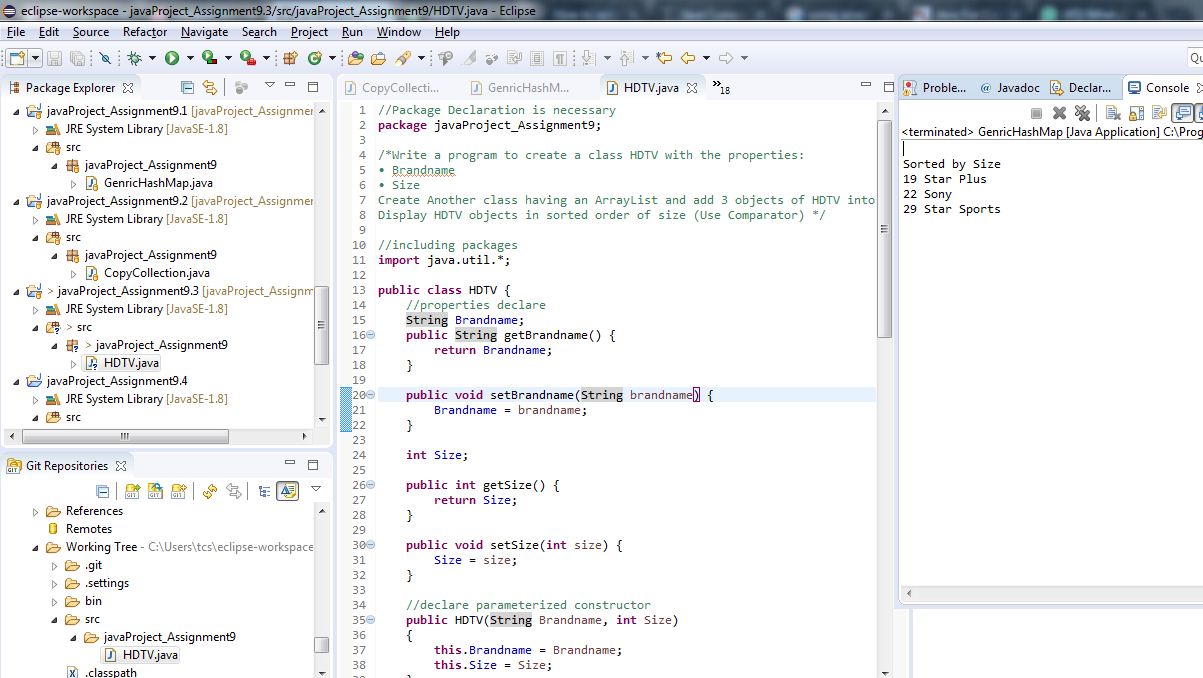 eclipse-workspace - javaProject_Assignment9.3/src/javaProject_Assignment9/HDTV.java - Eclipse
File Edit Source Refactor Navigate Search Project Run Window Help
Package Explorer
javaProject_Assignment9.1 [javaProject_Assignm
JRE System Library [JavaSE-1.8]
src
javaProject_Assignment9
GenricHashMap.java
javaProject_Assignment9.2 [javaProject_Assignm
JRE System Library [JavaSE-1.8]
src
javaProject_Assignment9
CopyCollection.java
> javaProject_Assignment9.3 [javaProject_Assignm
JRE System Library [JavaSE-1.8]
> src
> javaProject_Assignment9
HDTV.java
javaProject_Assignment9.4
JRE System Library [JavaSE-1.8]
src
Git Repositories
References
Remotes
Working Tree - C:\Users\tcs\eclipse-workspace
.git
.settings
bin
src
javaProject_Assignment9
HDTV.java
.classpath
CopyCollecti... GenricHashM... HDTV.java »18
1 //Package Declaration is necessary
2 package javaProject_Assignment9;
3
4 /*Write a program to create a class HDTV with the properties:
5 • Brandname
6 • Size
7 Create Another class having an ArrayList and add 3 objects of HDTV into
8 Display HDTV objects in sorted order of size (Use Comparator) */
9
10 //including packages
11 import java.util.*;
12
13 public class HDTV {
14 //properties declare
15 String Brandname;
16 public String getBrandname() {
17 return Brandname;
18 }
19
20 public void setBrandname(String brandname) {
21 Brandname = brandname;
22 }
23
24 int Size;
25
26 public int getSize() {
27 return Size;
28 }
29
30 public void setSize(int size) {
31 Size = size;
32 }
33
34 //declare parameterized constructor
35 public HDTV(String Brandname, int Size)
36 {
37 this.Brandname = Brandname;
38 this.Size = Size;
Proble... @ Javadoc Declar... Console
<terminated> GenricHashMap [Java Application] C:\Prog
Sorted by Size
19 Star Plus
22 Sony
29 Star Sports